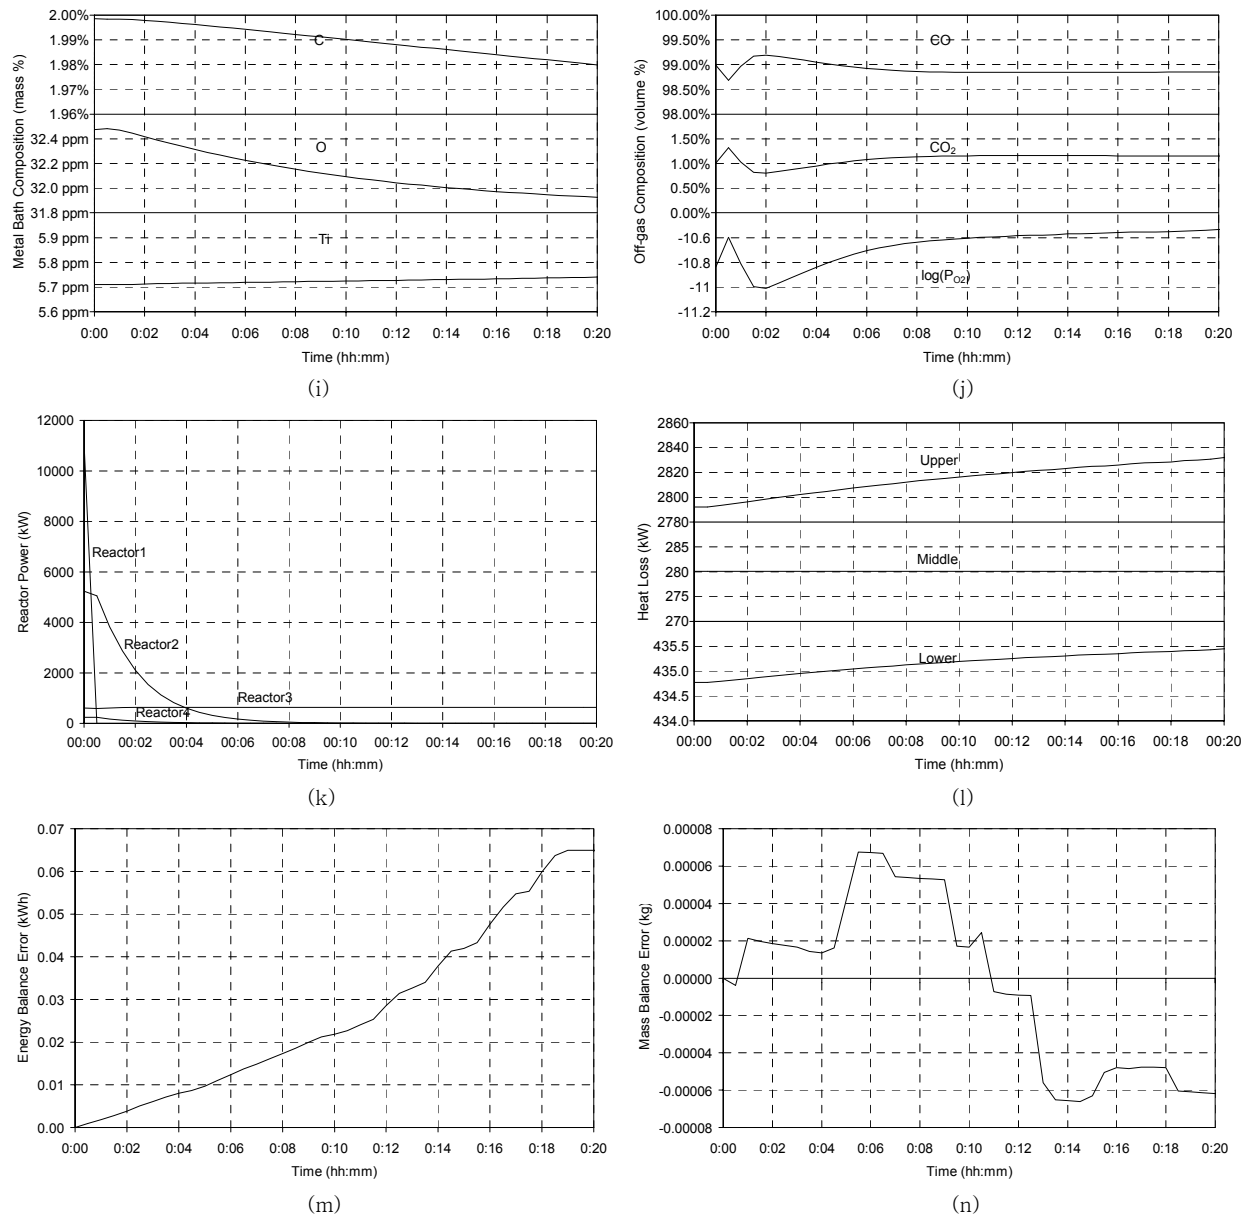 2.00%
1.99%
1.98%
1.96%
32.4 ppm
32.2 ppm
32.0 ppm
31.8 ppm
5.9 ppm
5.8 ppm
5.7 ppm
5.6 ppm
Metal Bath Composition (mass %)
C
O
Ti
0:00 0:02 0:04 0:06 0:08 0:10 0:12 0:14 0:16 0:18 0:20
Time (hh:mm)
(i)
100.00%
99.50%
99.00%
98.50%
98.00%
1.50%
1.00%
0.50%
0.00%
-10.6
-10.8
-11
-11.2
Off-gas Composition (volume %)
CO
CO2
log(PO2)
0:00 0:02 0:04 0:06 0:08 0:10 0:12 0:14 0:16 0:18 0:20
Time (hh:mm)
(j)
12000
10000
8000
6000
4000
2000
0
Reactor Power (kW)
Reactor1
Reactor2
Reactor3
Reactor4
00:00 00:02 00:04 00:06 00:08 00:10 00:12 00:14 00:16 00:18 00:20
Time (hh:mm)
(k)
2860
2840
2820
2800
2780
285
280
275
270
435.5
435.0
434.5
434.0
Heat Loss (kW)
Upper
Middle
Lower
00:00 00:02 00:04 00:06 00:08 00:10 00:12 00:14 00:16 00:18 00:20
Time (hh:mm)
(l)
0.07
0.06
0.05
0.04
0.03
0.02
0.01
0.00
Energy Balance Error (kWh)
0:00 0:02 0:04 0:06 0:08 0:10 0:12 0:14 0:16 0:18 0:20
Time (hh:mm)
(m)
0.00008
0.00006
0.00004
0.00002
0.00000
-0.00002
-0.00004
-0.00006
-0.00008
Mass Balance Error (kg)
0:00 0:02 0:04 0:06 0:08 0:10 0:12 0:14 0:16 0:18 0:20
Time (hh:mm)
(n)